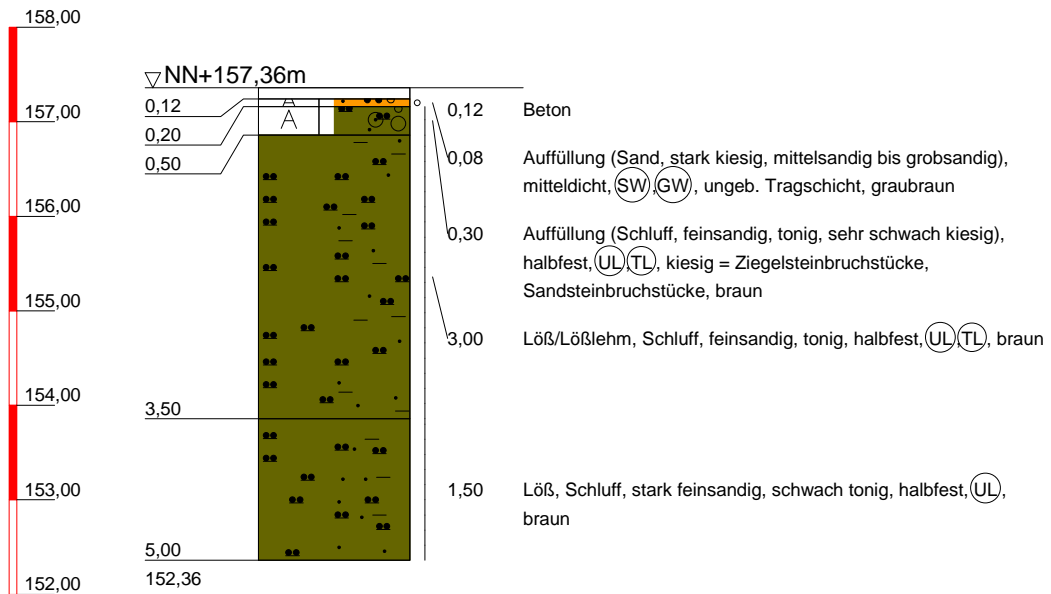 158,00
157,00
156,00
155,00
154,00
153,00
152,00
NN+157,36m
0,12
0,20
0,50
3,50
5,00
152,36
A
A
0,12 Beton
0,08 Auffüllung (Sand, stark kiesig, mittelsandig bis grobsandig),
mitteldicht, SW, GW, ungeb. Tragschicht, graubraun
0,30 Auffüllung (Schluff, feinsandig, tonig, sehr schwach kiesig),
halbfest, UL, TL, kiesig = Ziegelsteinbruchstücke,
Sandsteinbruchstücke, braun
3,00 Löß/Lößlehm, Schluff, feinsandig, tonig, halbfest, UL, TL, braun
1,50 Löß, Schluff, stark feinsandig, schwach tonig, halbfest, UL,
braun